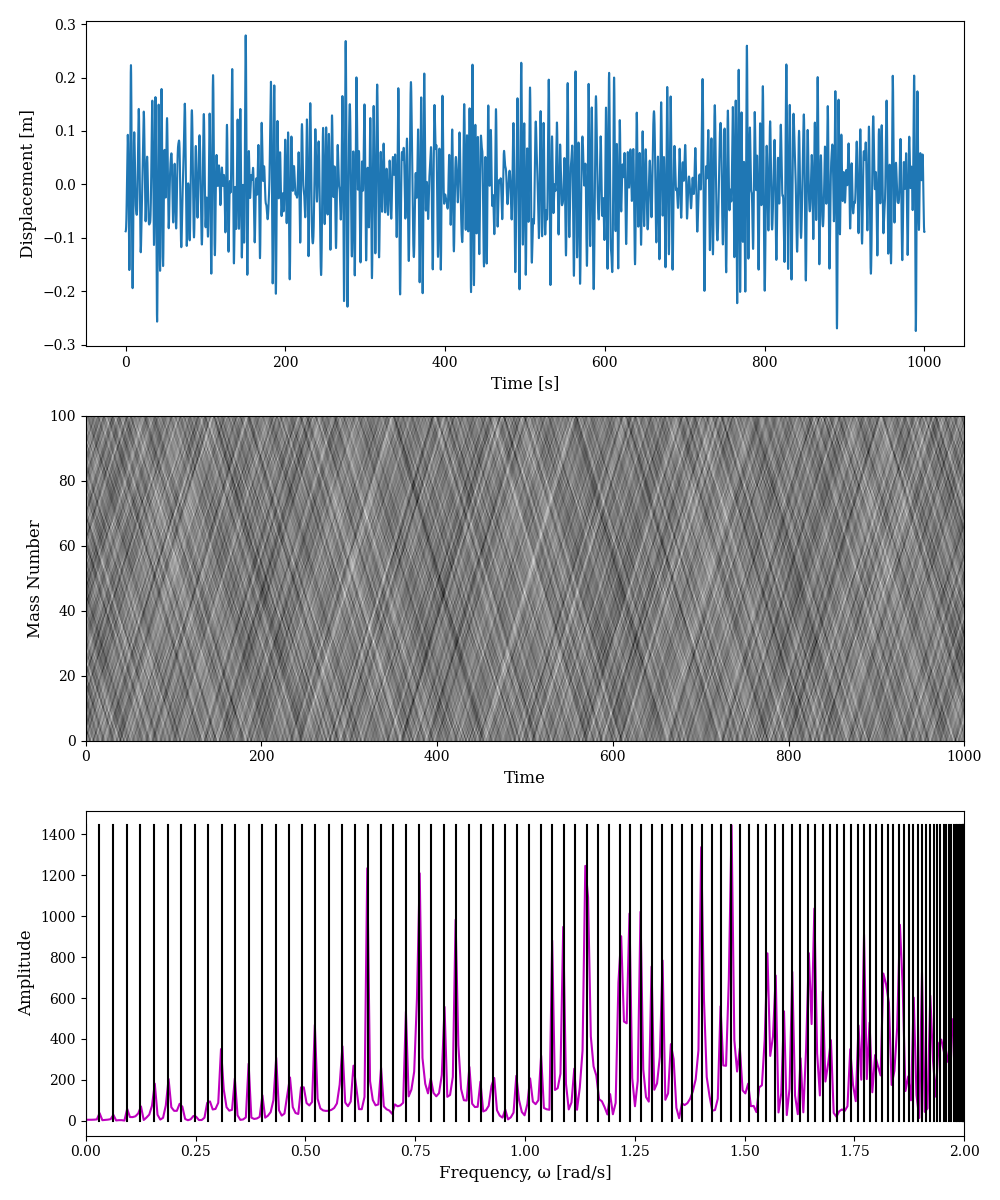 0.3
0.2
0.1
0.0
−0.1
−0.2
−0.3
Displacement [m]
0 200 400 600 800 1000
Time [s]
100
80
60
40
20
0
Mass Number
0 200 400 600 800 1000
Time
1400
1200
1000
800
600
400
200
0
Amplitude
0.00 0.25 0.50 0.75 1.00 1.25 1.50 1.75 2.00
Frequency, ω [rad/s]